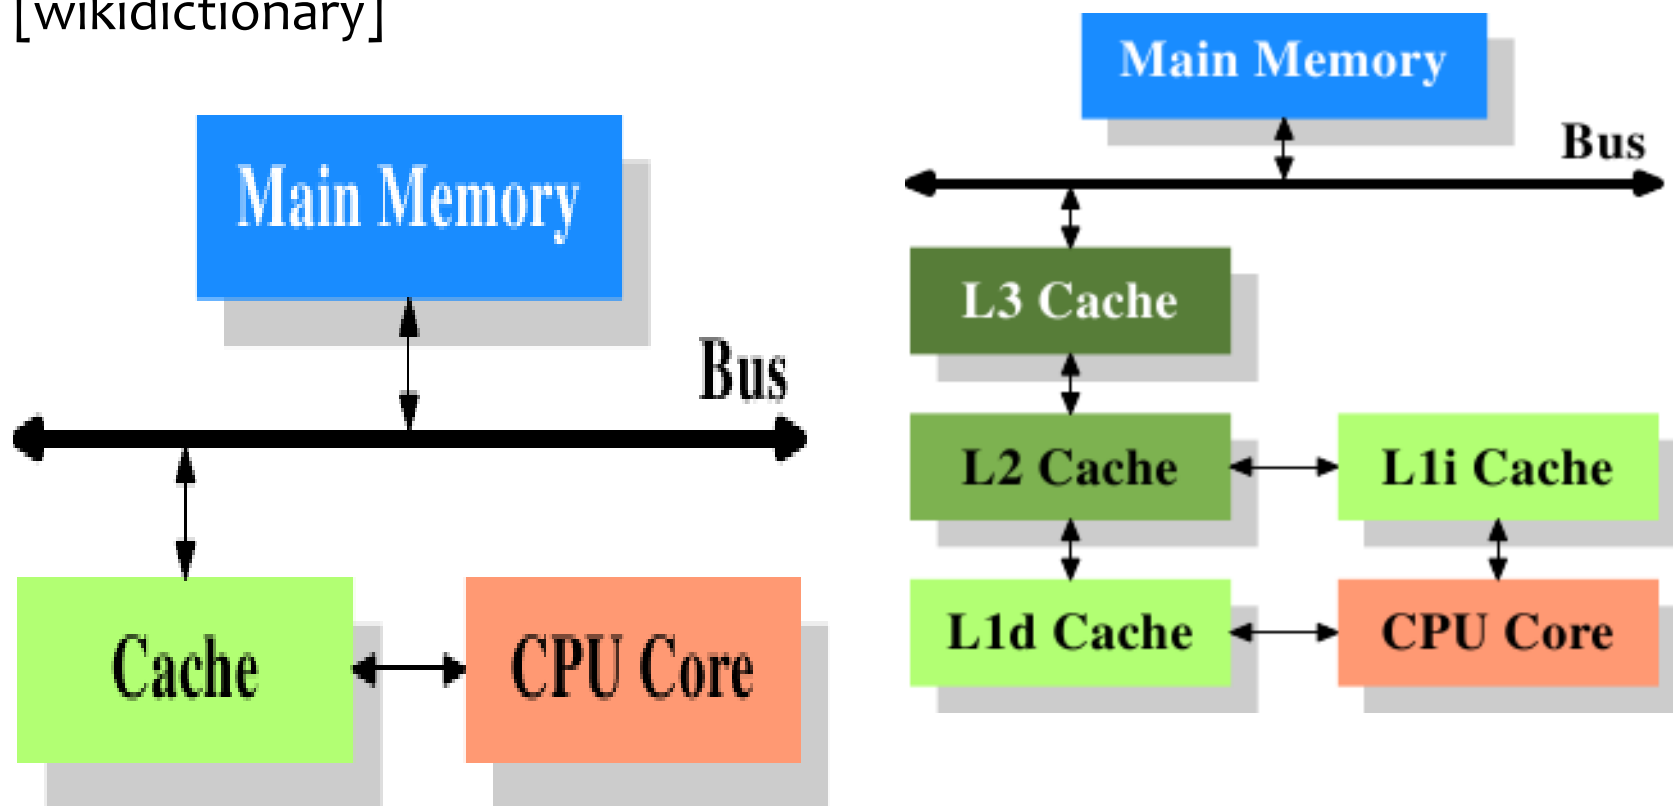 [wikidictionary]
Main Memory
Bus
Cache
CPU Core
Main Memory
Bus
L3 Cache
L2 Cache
L1i Cache
L1d Cache
CPU Core